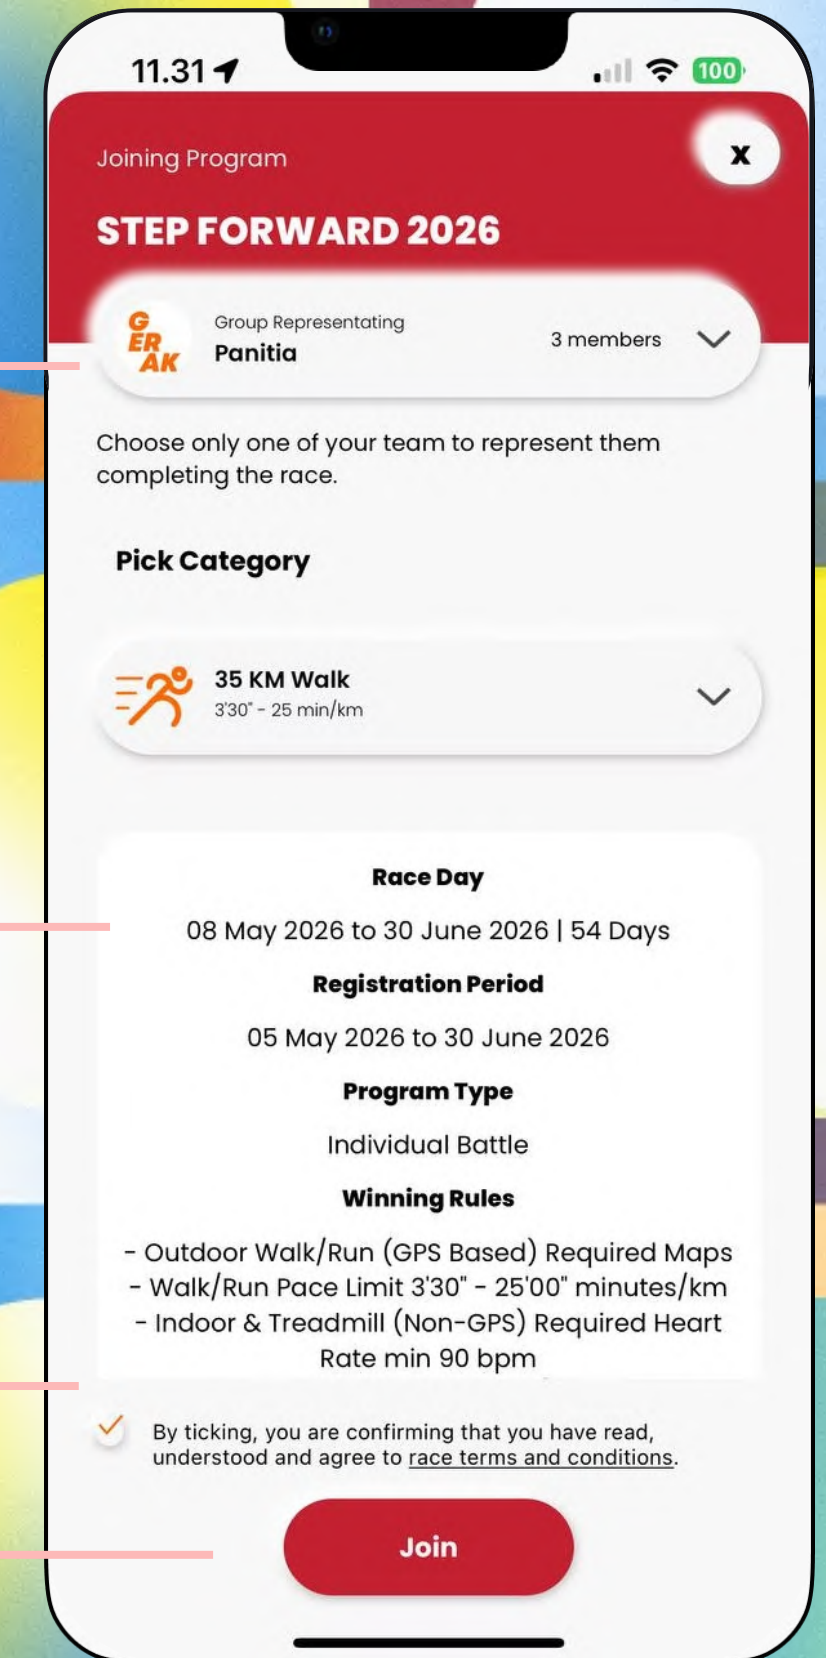 11.31
100
Joining Program
X
STEP FORWARD 2026
G
ER
AK
Group Representating
Panitia
3 members
Choose only one of your team to represent them
completing the race.
Pick Category
35 KM Walk
3'30" - 25 min/km
Race Day
08 May 2026 to 30 June 2026 | 54 Days
Registration Period
05 May 2026 to 30 June 2026
Program Type
Individual Battle
Winning Rules
- Outdoor Walk/Run (GPS Based) Required Maps
- Walk/Run Pace Limit 3'30" - 25'00" minutes/km
- Indoor & Treadmill (Non-GPS) Required Heart
Rate min 90 bpm
By ticking, you are confirming that you have read,
understood and agree to race terms and conditions.
Join